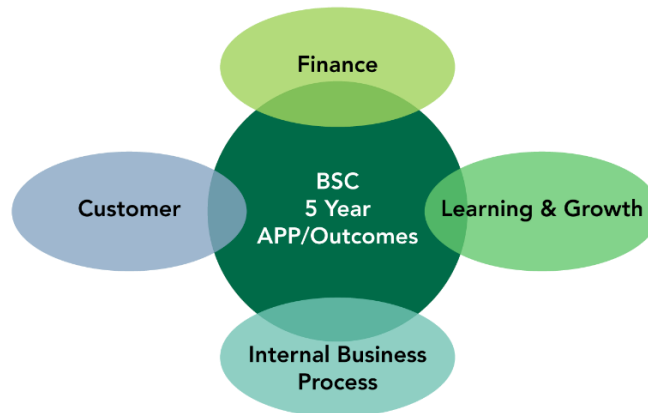 Finance
BSC
5 Year
APP/Outcomes
Customer
Learning & Growth
Internal Business
Process